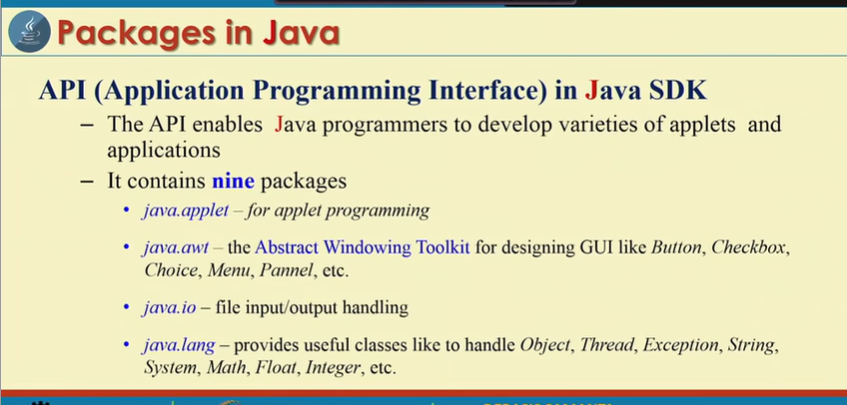 Packages in Java
API (Application Programming Interface) in Java SDK
– The API enables Java programmers to develop varieties of applets and
applications
– It contains nine packages
• java.applet – for applet programming
• java.awt – the Abstract Windowing Toolkit for designing GUI like Button, Checkbox,
Choice, Menu, Pannel, etc.
• java.io – file input/output handling
• java.lang – provides useful classes like to handle Object, Thread, Exception, String,
System, Math, Float, Integer, etc.